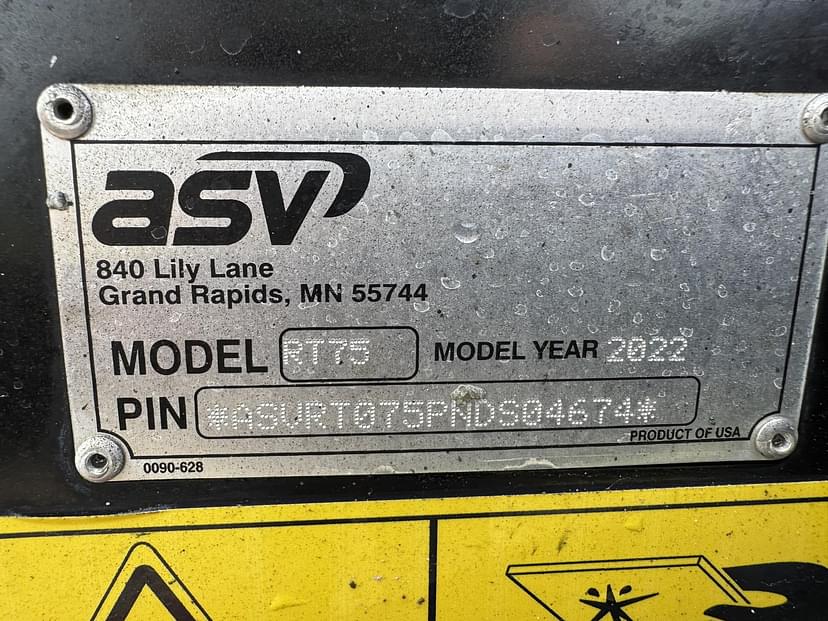 asv
840 Lily Lane
Grand Rapids, MN 55744
MODEL RT75 MODEL YEAR 2022
PIN *ASVRT075PNDS04674*
PRODUCT OF USA
0090-628